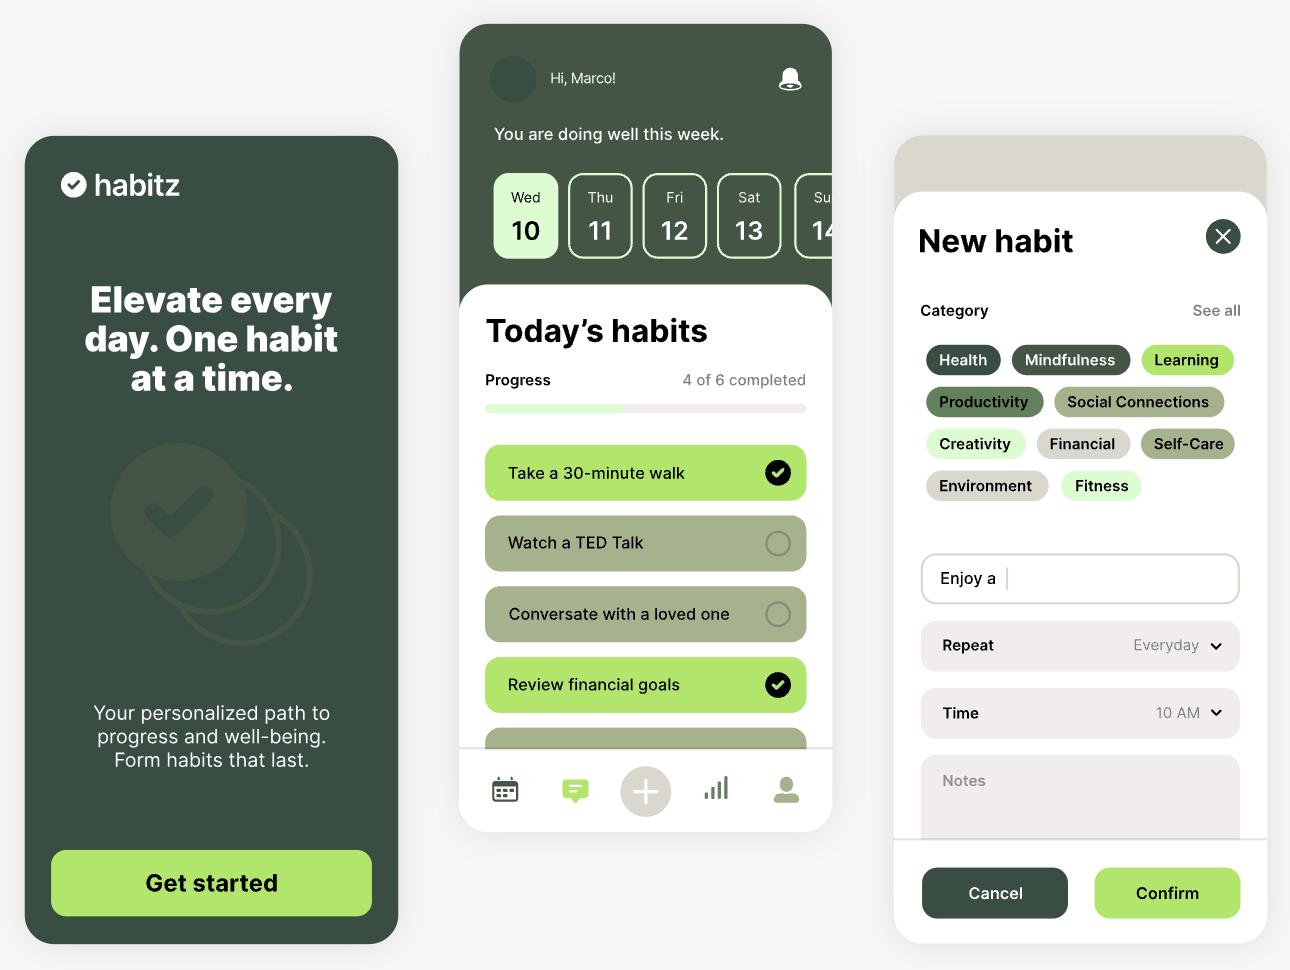 habitz
Elevate every
day. One habit
at a time.
Your personalized path to
progress and well-being.
Form habits that last.
Get started
Hi, Marco!
You are doing well this week.
Wed Thu Fri Sat Su
10 11 12 13 14
Today’s habits
Progress 4 of 6 completed
Take a 30-minute walk
Watch a TED Talk
Conversate with a loved one
Review financial goals
New habit
Category See all
Health Mindfulness Learning
Productivity Social Connections
Creativity Financial Self-Care
Environment Fitness
Enjoy a
Repeat Everyday
Time 10 AM
Notes
Cancel Confirm